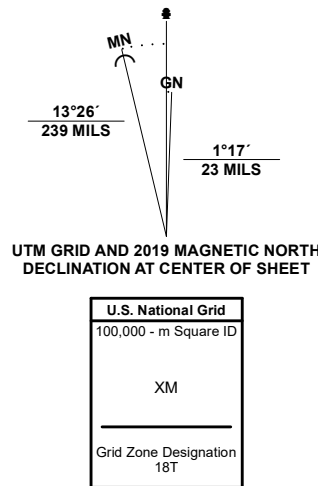 MN
GN
13°26´
239 MILS
1°17´
23 MILS
UTM GRID AND 2019 MAGNETIC NORTH
DECLINATION AT CENTER OF SHEET
U.S. National Grid
100,000 - m Square ID
XM
Grid Zone Designation
18T